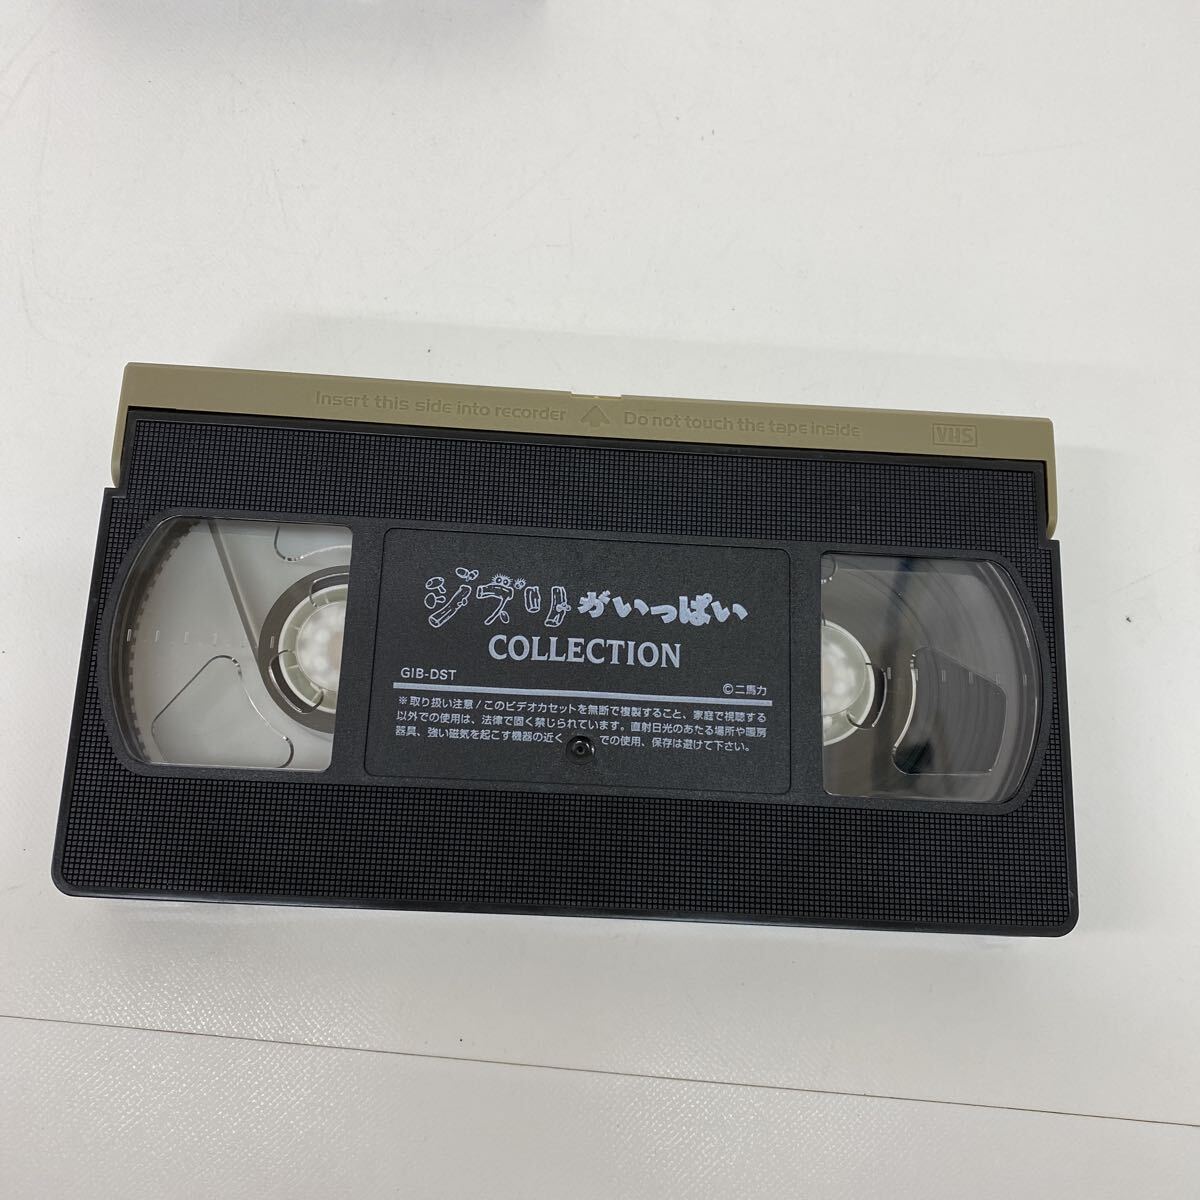 Insert this side into recorder Do not touch the tape inside VHS
ジブリがいっぱい
COLLECTION
GIB-DST ©二馬力
※取り扱い注意/このビデオカセットを無断で複製すること、家庭で視聴する
以外での使用は、法律で固く禁じられています。直射日光のあたる場所や暖房
器具、強い磁気を起こす機器の近く での使用、保存は避けて下さい。